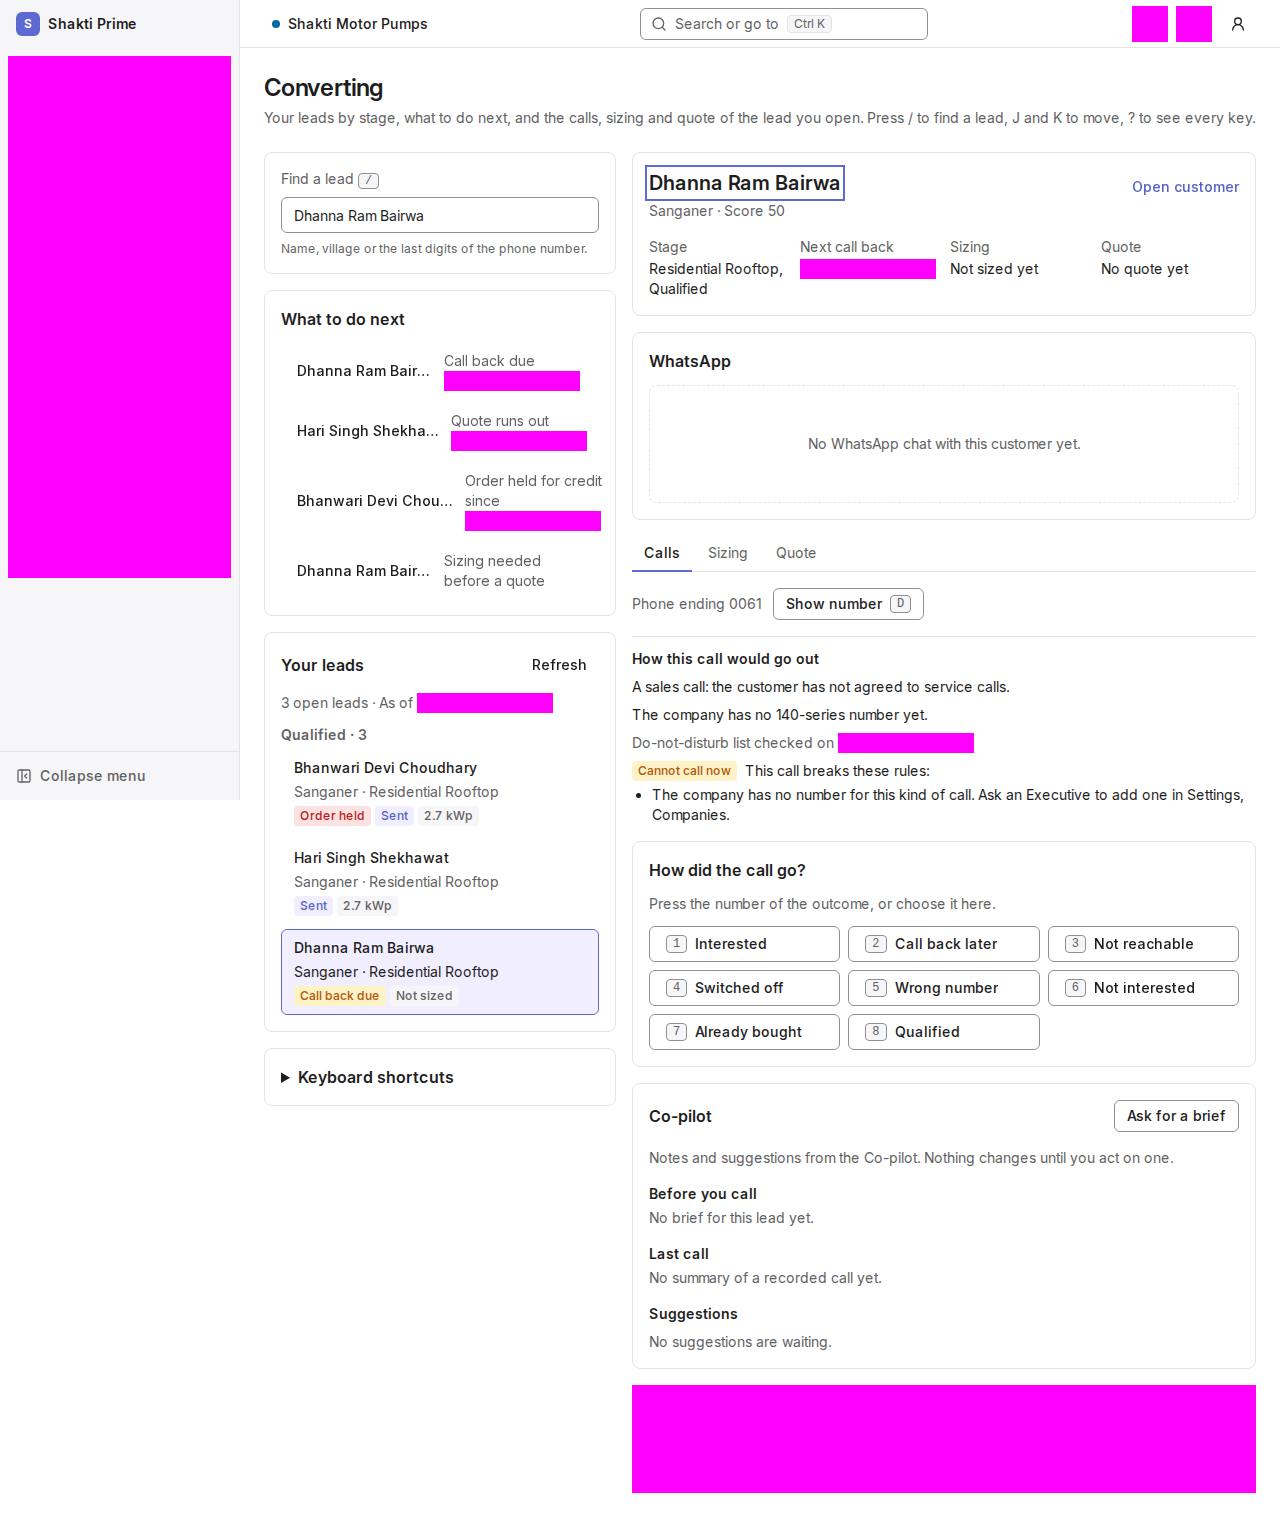 S Shakti Prime
Shakti Motor Pumps
Search or go to Ctrl K
Converting
Your leads by stage, what to do next, and the calls, sizing and quote of the lead you open. Press / to find a lead, J and K to move, ? to see every key.
Find a lead /
Dhanna Ram Bairwa
Name, village or the last digits of the phone number.
What to do next
Dhanna Ram Bair… Call back due
Hari Singh Shekha… Quote runs out
Bhanwari Devi Chou… Order held for credit since
Dhanna Ram Bair… Sizing needed before a quote
Your leads Refresh
3 open leads · As of
Qualified · 3
Bhanwari Devi Choudhary
Sanganer · Residential Rooftop
Order held Sent 2.7 kWp
Hari Singh Shekhawat
Sanganer · Residential Rooftop
Sent 2.7 kWp
Dhanna Ram Bairwa
Sanganer · Residential Rooftop
Call back due Not sized
Keyboard shortcuts
Dhanna Ram Bairwa
Open customer
Sanganer · Score 50
Stage Next call back Sizing Quote
Residential Rooftop, Not sized yet No quote yet
Qualified
WhatsApp
No WhatsApp chat with this customer yet.
Calls Sizing Quote
Phone ending 0061 Show number D
How this call would go out
A sales call: the customer has not agreed to service calls.
The company has no 140-series number yet.
Do-not-disturb list checked on
Cannot call now This call breaks these rules:
• The company has no number for this kind of call. Ask an Executive to add one in Settings,
Companies.
How did the call go?
Press the number of the outcome, or choose it here.
1 Interested 2 Call back later 3 Not reachable
4 Switched off 5 Wrong number 6 Not interested
7 Already bought 8 Qualified
Co-pilot Ask for a brief
Notes and suggestions from the Co-pilot. Nothing changes until you act on one.
Before you call
No brief for this lead yet.
Last call
No summary of a recorded call yet.
Suggestions
No suggestions are waiting.
Collapse menu